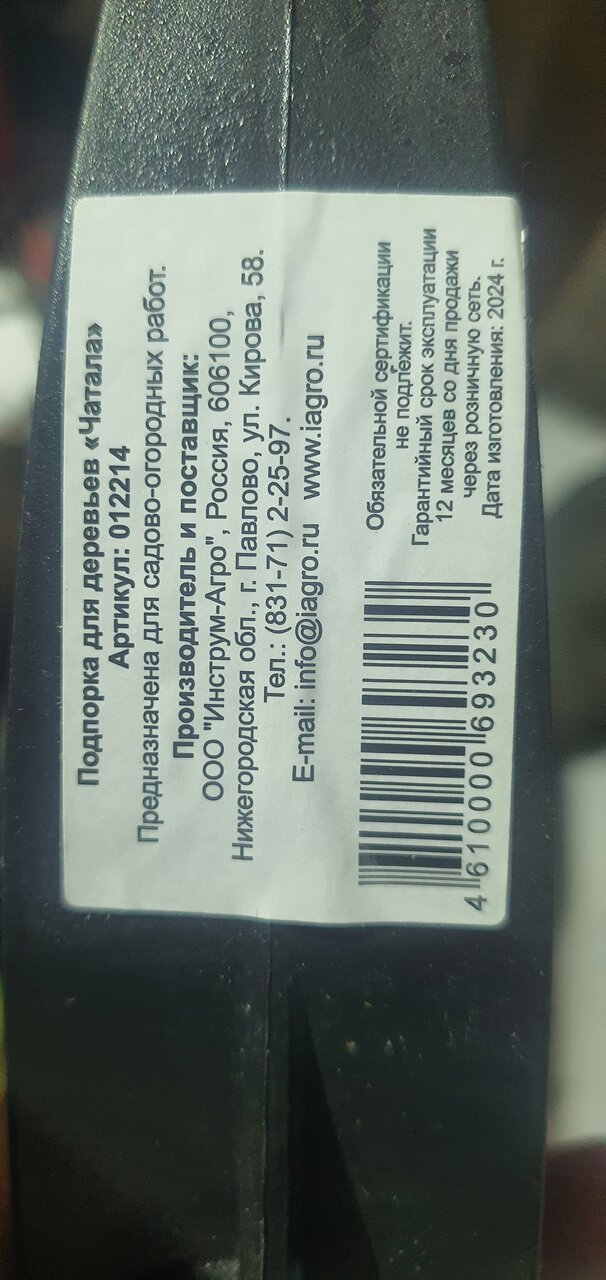 Подпорка для деревьев «Чатала»
Артикул: 012214
Предназначена для садово-огородных работ.
Производитель и поставщик:
ООО "Инструм-Агро", Россия, 606100,
Нижегородская обл., г. Павлово, ул. Кирова, 58.
Тел.: (831-71) 2-25-97.
E-mail: info@iagro.ru www.iagro.ru
4 610000 693230
Обязательной сертификации
не подлежит.
Гарантийный срок эксплуатации
12 месяцев со дня продажи
через розничную сеть.
Дата изготовления: 2024 г.